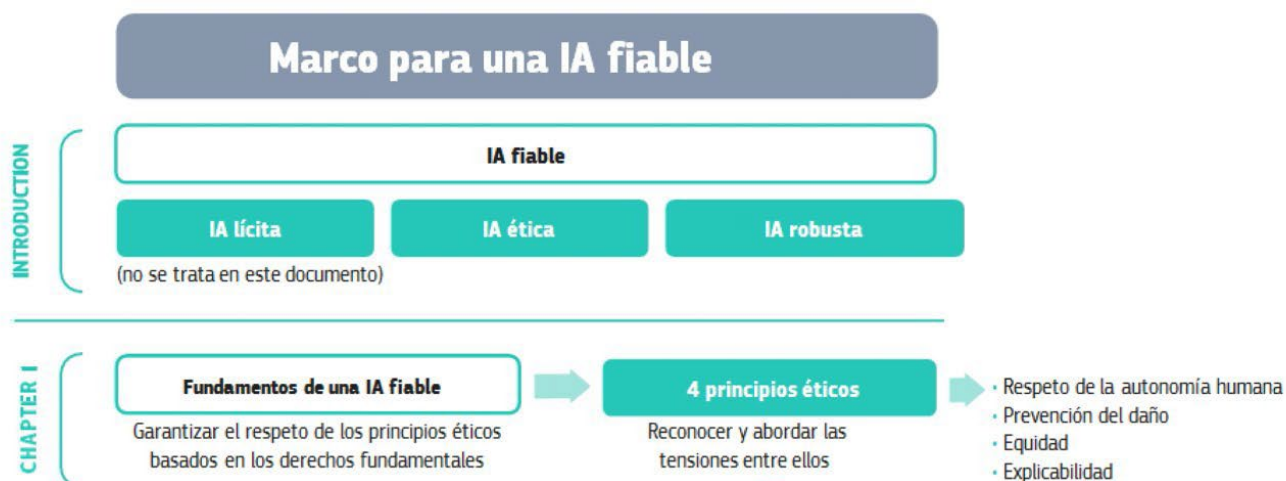 Marco para una IA fiable
INTRODUCTION
IA fiable
IA lícita
IA ética
IA robusta
(no se trata en este documento)
CHAPTER I
Fundamentos de una IA fiable
Garantizar el respeto de los principios éticos
basados en los derechos fundamentales
4 principios éticos
Reconocer y abordar las
tensiones entre ellos
• Respeto de la autonomía humana
• Prevención del daño
• Equidad
• Explicabilidad